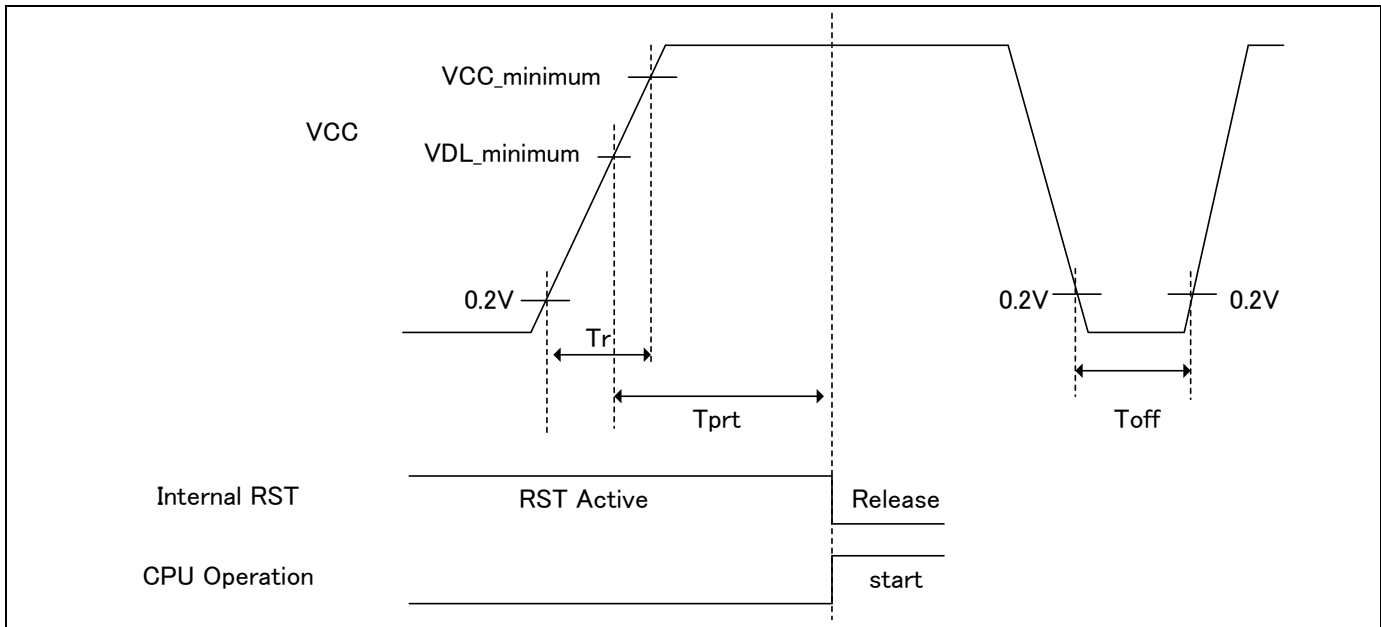 VCC_minimum
VCC
VDL_minimum
0.2V
0.2V
0.2V
Tr
Tprt
Toff
Internal RST
RST Active
Release
CPU Operation
start